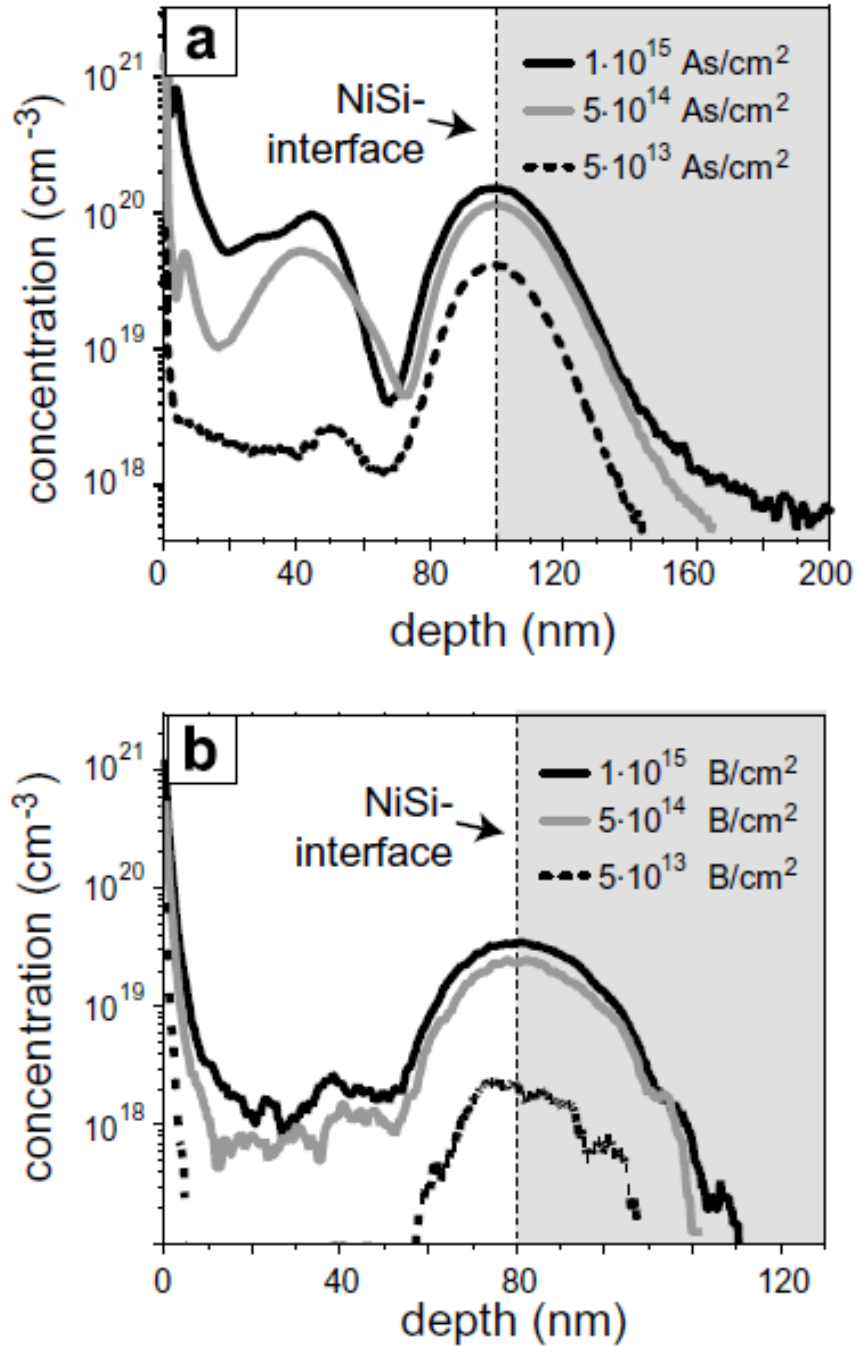 a
10²¹
10²⁰
10¹⁹
10¹⁸
concentration (cm⁻³)
NiSi-
interface
1·10¹⁵ As/cm²
5·10¹⁴ As/cm²
5·10¹³ As/cm²
0 40 80 120 160 200
depth (nm)
b
10²¹
10²⁰
10¹⁹
10¹⁸
concentration (cm⁻³)
NiSi-
interface
1·10¹⁵ B/cm²
5·10¹⁴ B/cm²
5·10¹³ B/cm²
0 40 80 120
depth (nm)